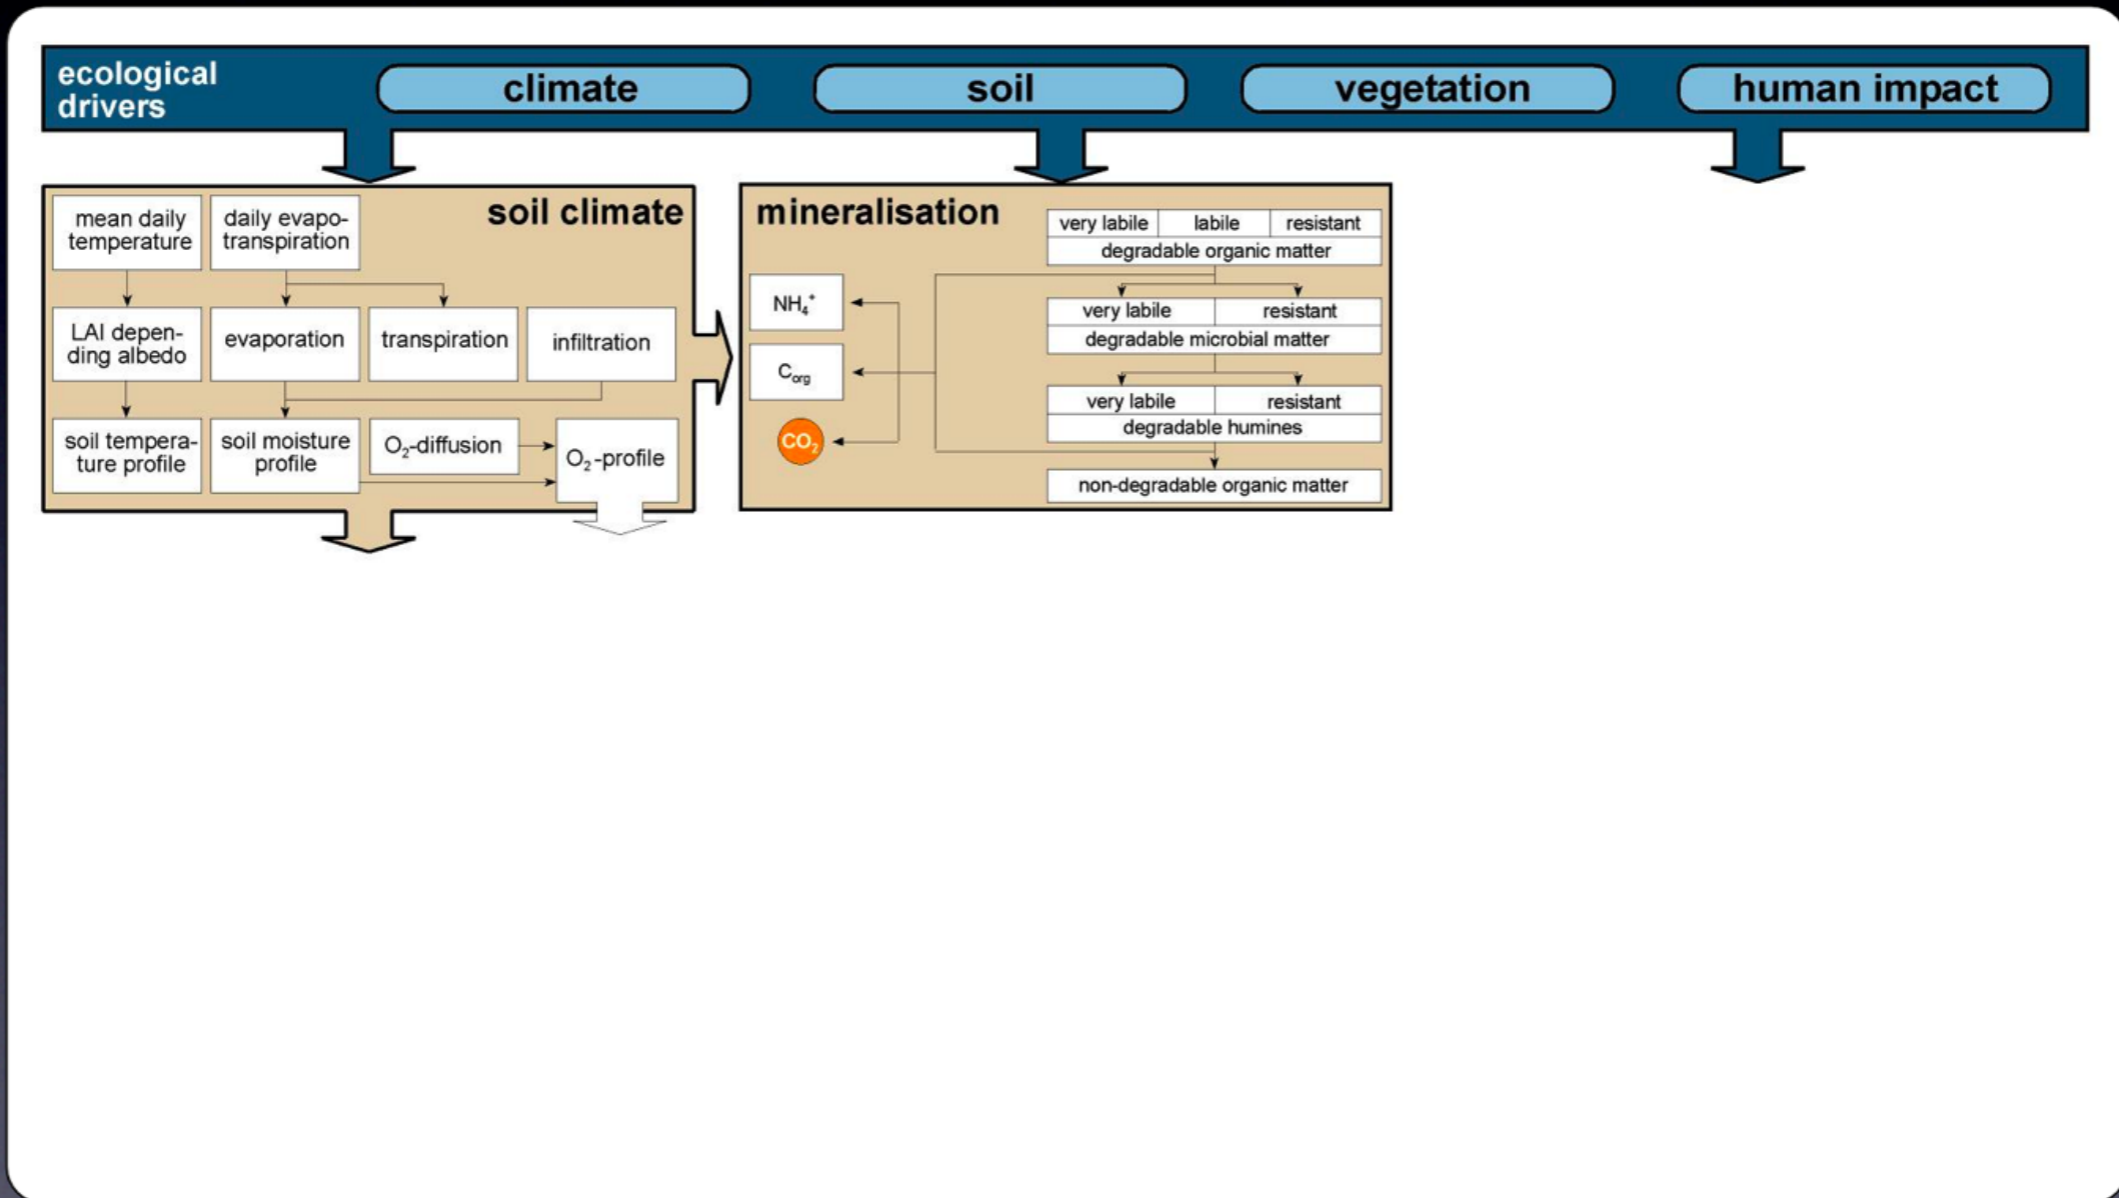 ecological
drivers
climate
soil
vegetation
human impact
soil climate
mean daily
temperature
daily evapo-
transpiration
LAI depen-
ding albedo
evaporation
transpiration
infiltration
soil tempera-
ture profile
soil moisture
profile
O₂-diffusion
O₂-profile
mineralisation
very labile
labile
resistant
degradable organic matter
NH₄⁺
very labile
resistant
degradable microbial matter
Corg
very labile
resistant
degradable humines
CO₂
non-degradable organic matter